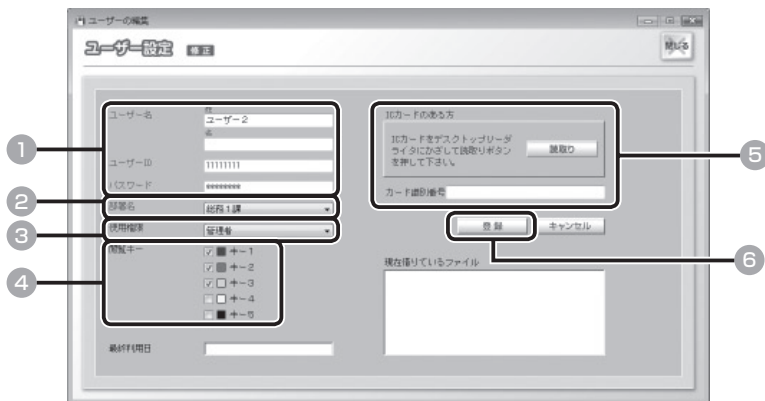 ユーザーの編集
ユーザー設定 修正
閉じる
ユーザー名
姓
ユーザー2
名
ユーザーID 11111111
パスワード ********
部署名 総務1課
使用権限 管理者
閲覧キー
キー1
キー2
キー3
キー4
キー5
最終利用日
ICカードのある方
ICカードをデスクトップリーダ
ライタにかざして読取りボタン
を押して下さい。
読取り
カード識別番号
登録 キャンセル
現在借りているファイル
1
2
3
4
5
6